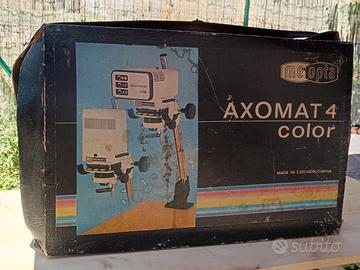 meopta
AXOMAT 4
color
MADE IN CZECHOSLOVAKIA
subito